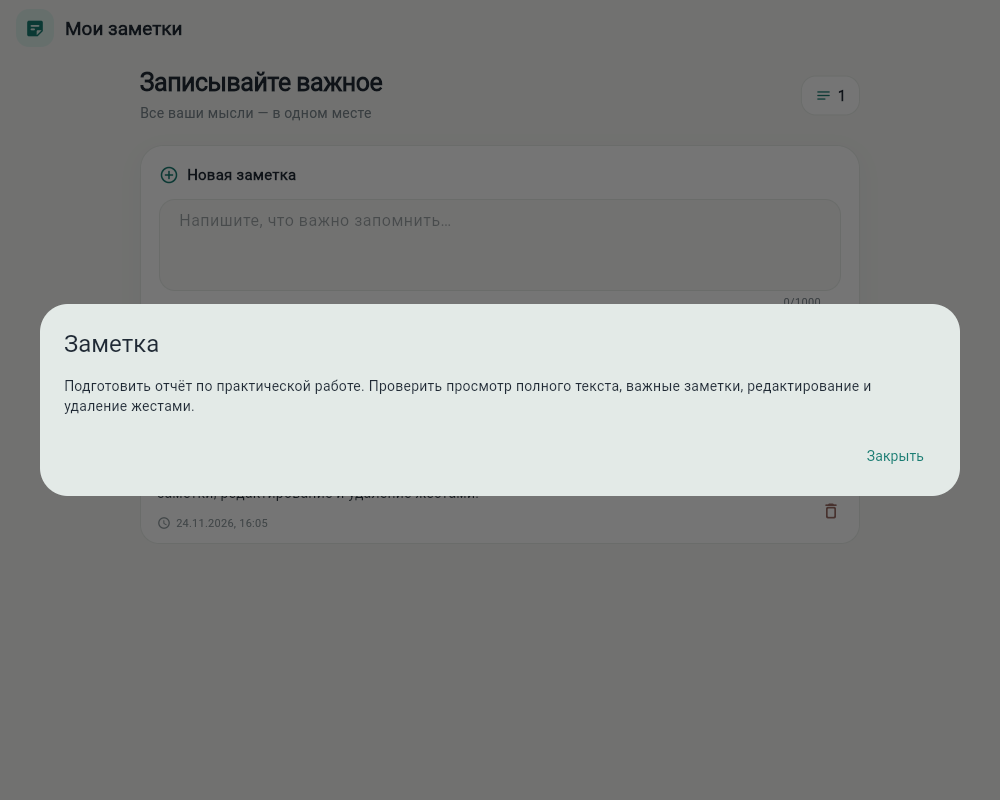 Мои заметки
Записывайте важное
Все ваши мысли — в одном месте
1
Новая заметка
Напишите, что важно запомнить…
0/1000
Заметка
Подготовить отчёт по практической работе. Проверить просмотр полного текста, важные заметки, редактирование и
удаление жестами.
Закрыть
заметки, редактирование и удаление жестами.
24.11.2026, 16:05